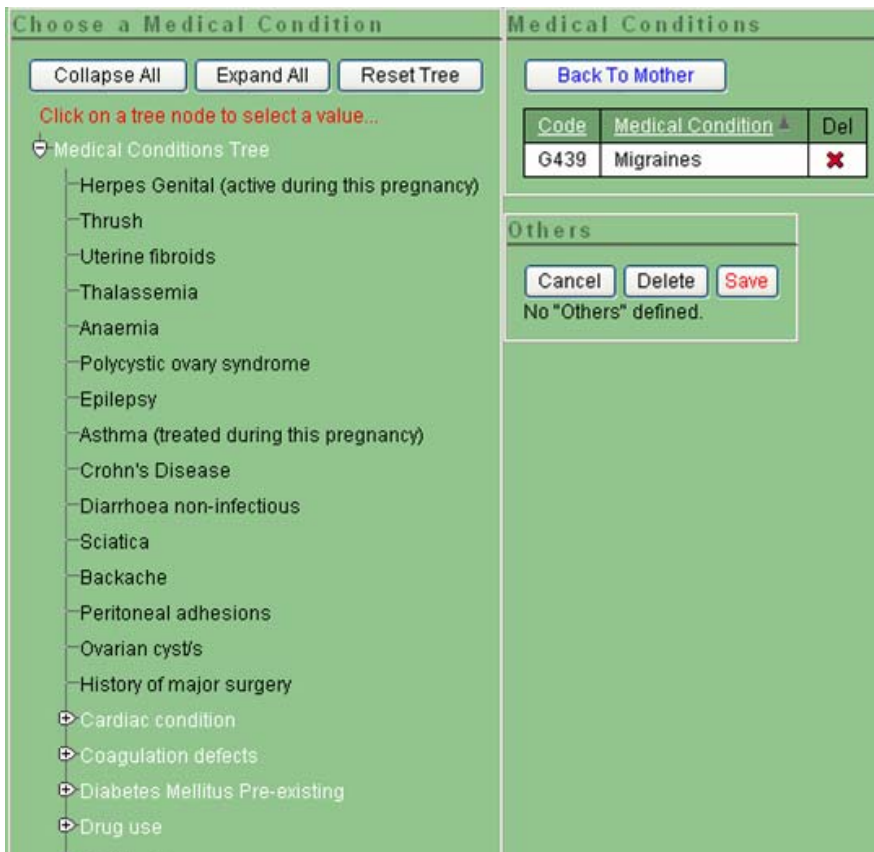 Choose a Medical Condition
Collapse All Expand All Reset Tree
Click on a tree node to select a value...
Medical Conditions Tree
Herpes Genital (active during this pregnancy)
Thrush
Uterine fibroids
Thalassemia
Anaemia
Polycystic ovary syndrome
Epilepsy
Asthma (treated during this pregnancy)
Crohn's Disease
Diarrhoea non-infectious
Sciatica
Backache
Peritoneal adhesions
Ovarian cyst/s
History of major surgery
Cardiac condition
Coagulation defects
Diabetes Mellitus Pre-existing
Drug use
Medical Conditions
Back To Mother
Code Medical Condition Del
G439 Migraines
Others
Cancel Delete Save
No "Others" defined.